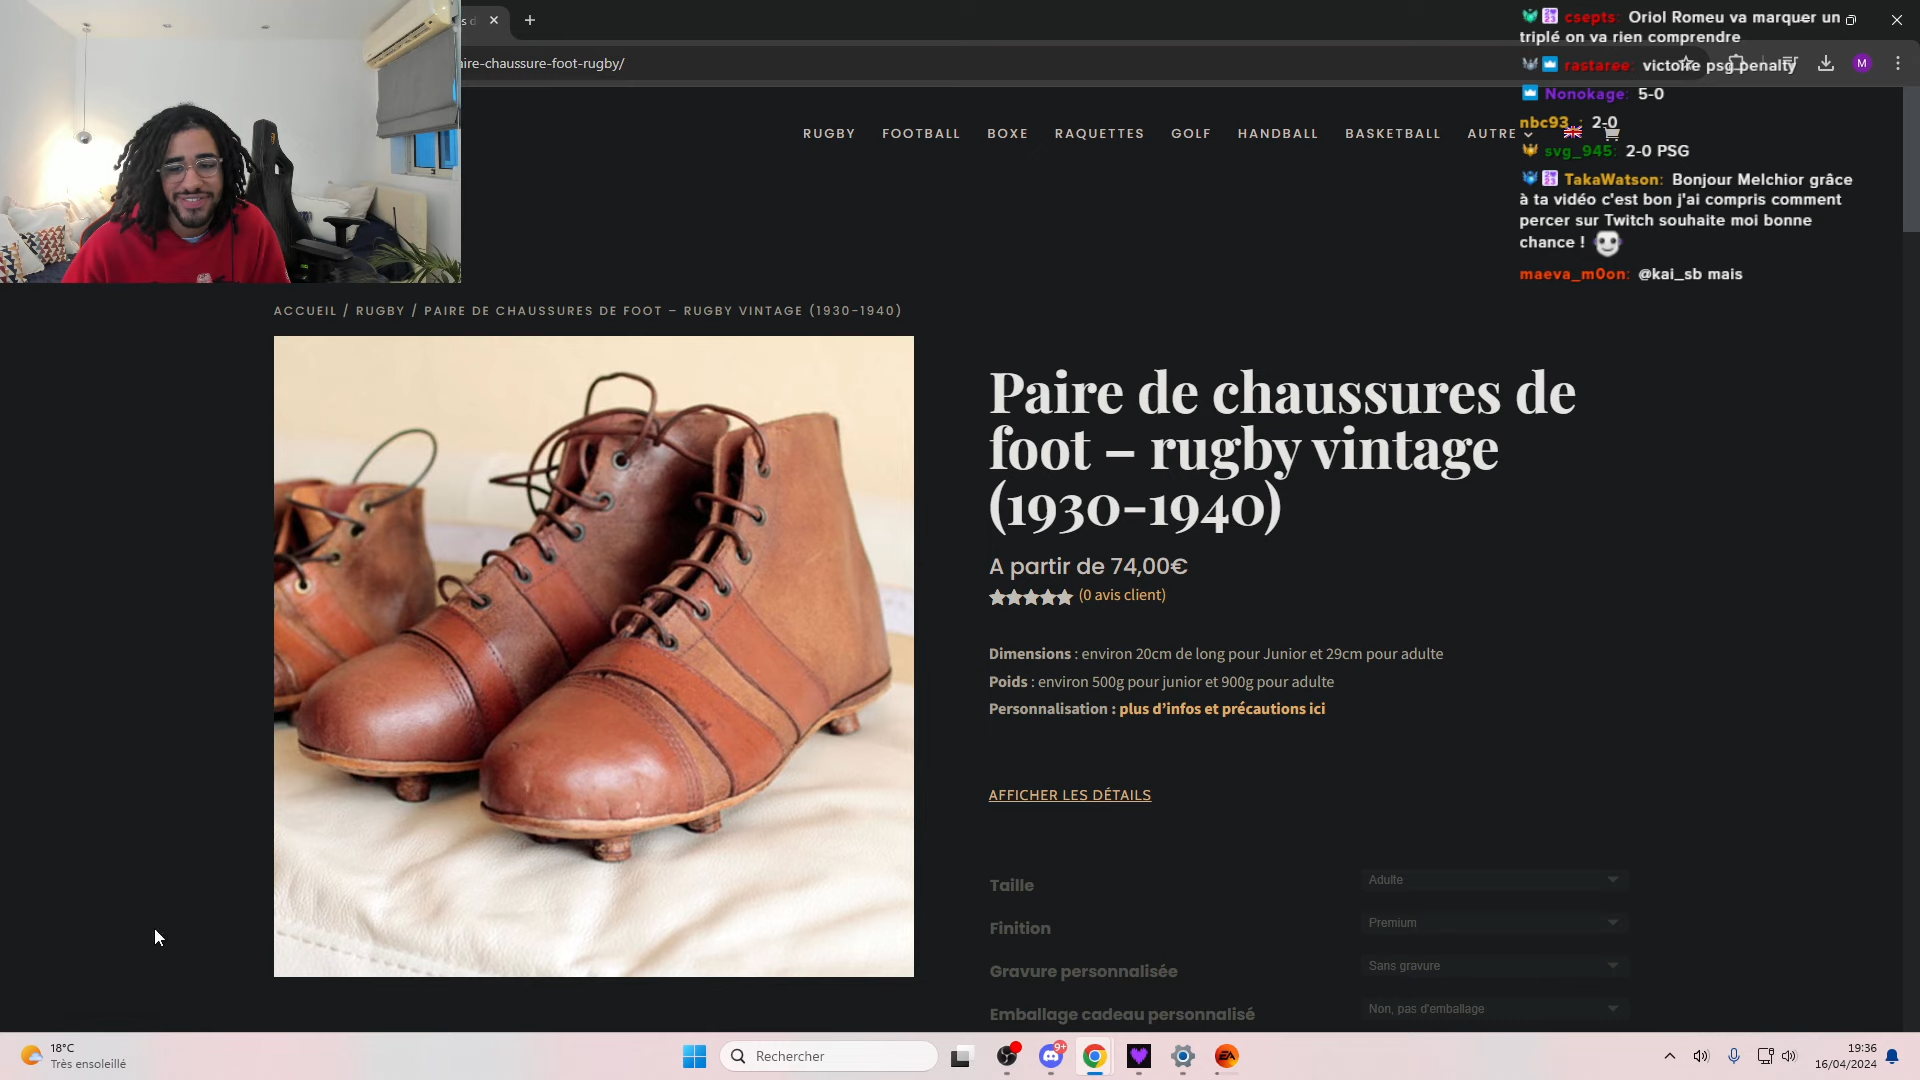 s d
aire-chaussure-foot-rugby/
M
csepts: Oriol Romeu va marquer un
triplé on va rien comprendre
rastaree: victoire psg penalty
Nonokage: 5-0
nbc93_: 2-0
svg_945: 2-0 PSG
TakaWatson: Bonjour Melchior grâce
à ta vidéo c'est bon j'ai compris comment
percer sur Twitch souhaite moi bonne
chance !
maeva_m0on: @kai_sb mais
RUGBY FOOTBALL BOXE RAQUETTES GOLF HANDBALL BASKETBALL AUTRE
ACCUEIL / RUGBY / PAIRE DE CHAUSSURES DE FOOT – RUGBY VINTAGE (1930-1940)
Paire de chaussures de
foot – rugby vintage
(1930-1940)
A partir de 74,00€
(0 avis client)
Dimensions : environ 20cm de long pour Junior et 29cm pour adulte
Poids : environ 500g pour junior et 900g pour adulte
Personnalisation : plus d'infos et précautions ici
AFFICHER LES DÉTAILS
Taille Adulte
Finition Premium
Gravure personnalisée Sans gravure
Emballage cadeau personnalisé Non, pas d'emballage
18°C
Très ensoleillé
Rechercher
9+
EA
19:36
16/04/2024